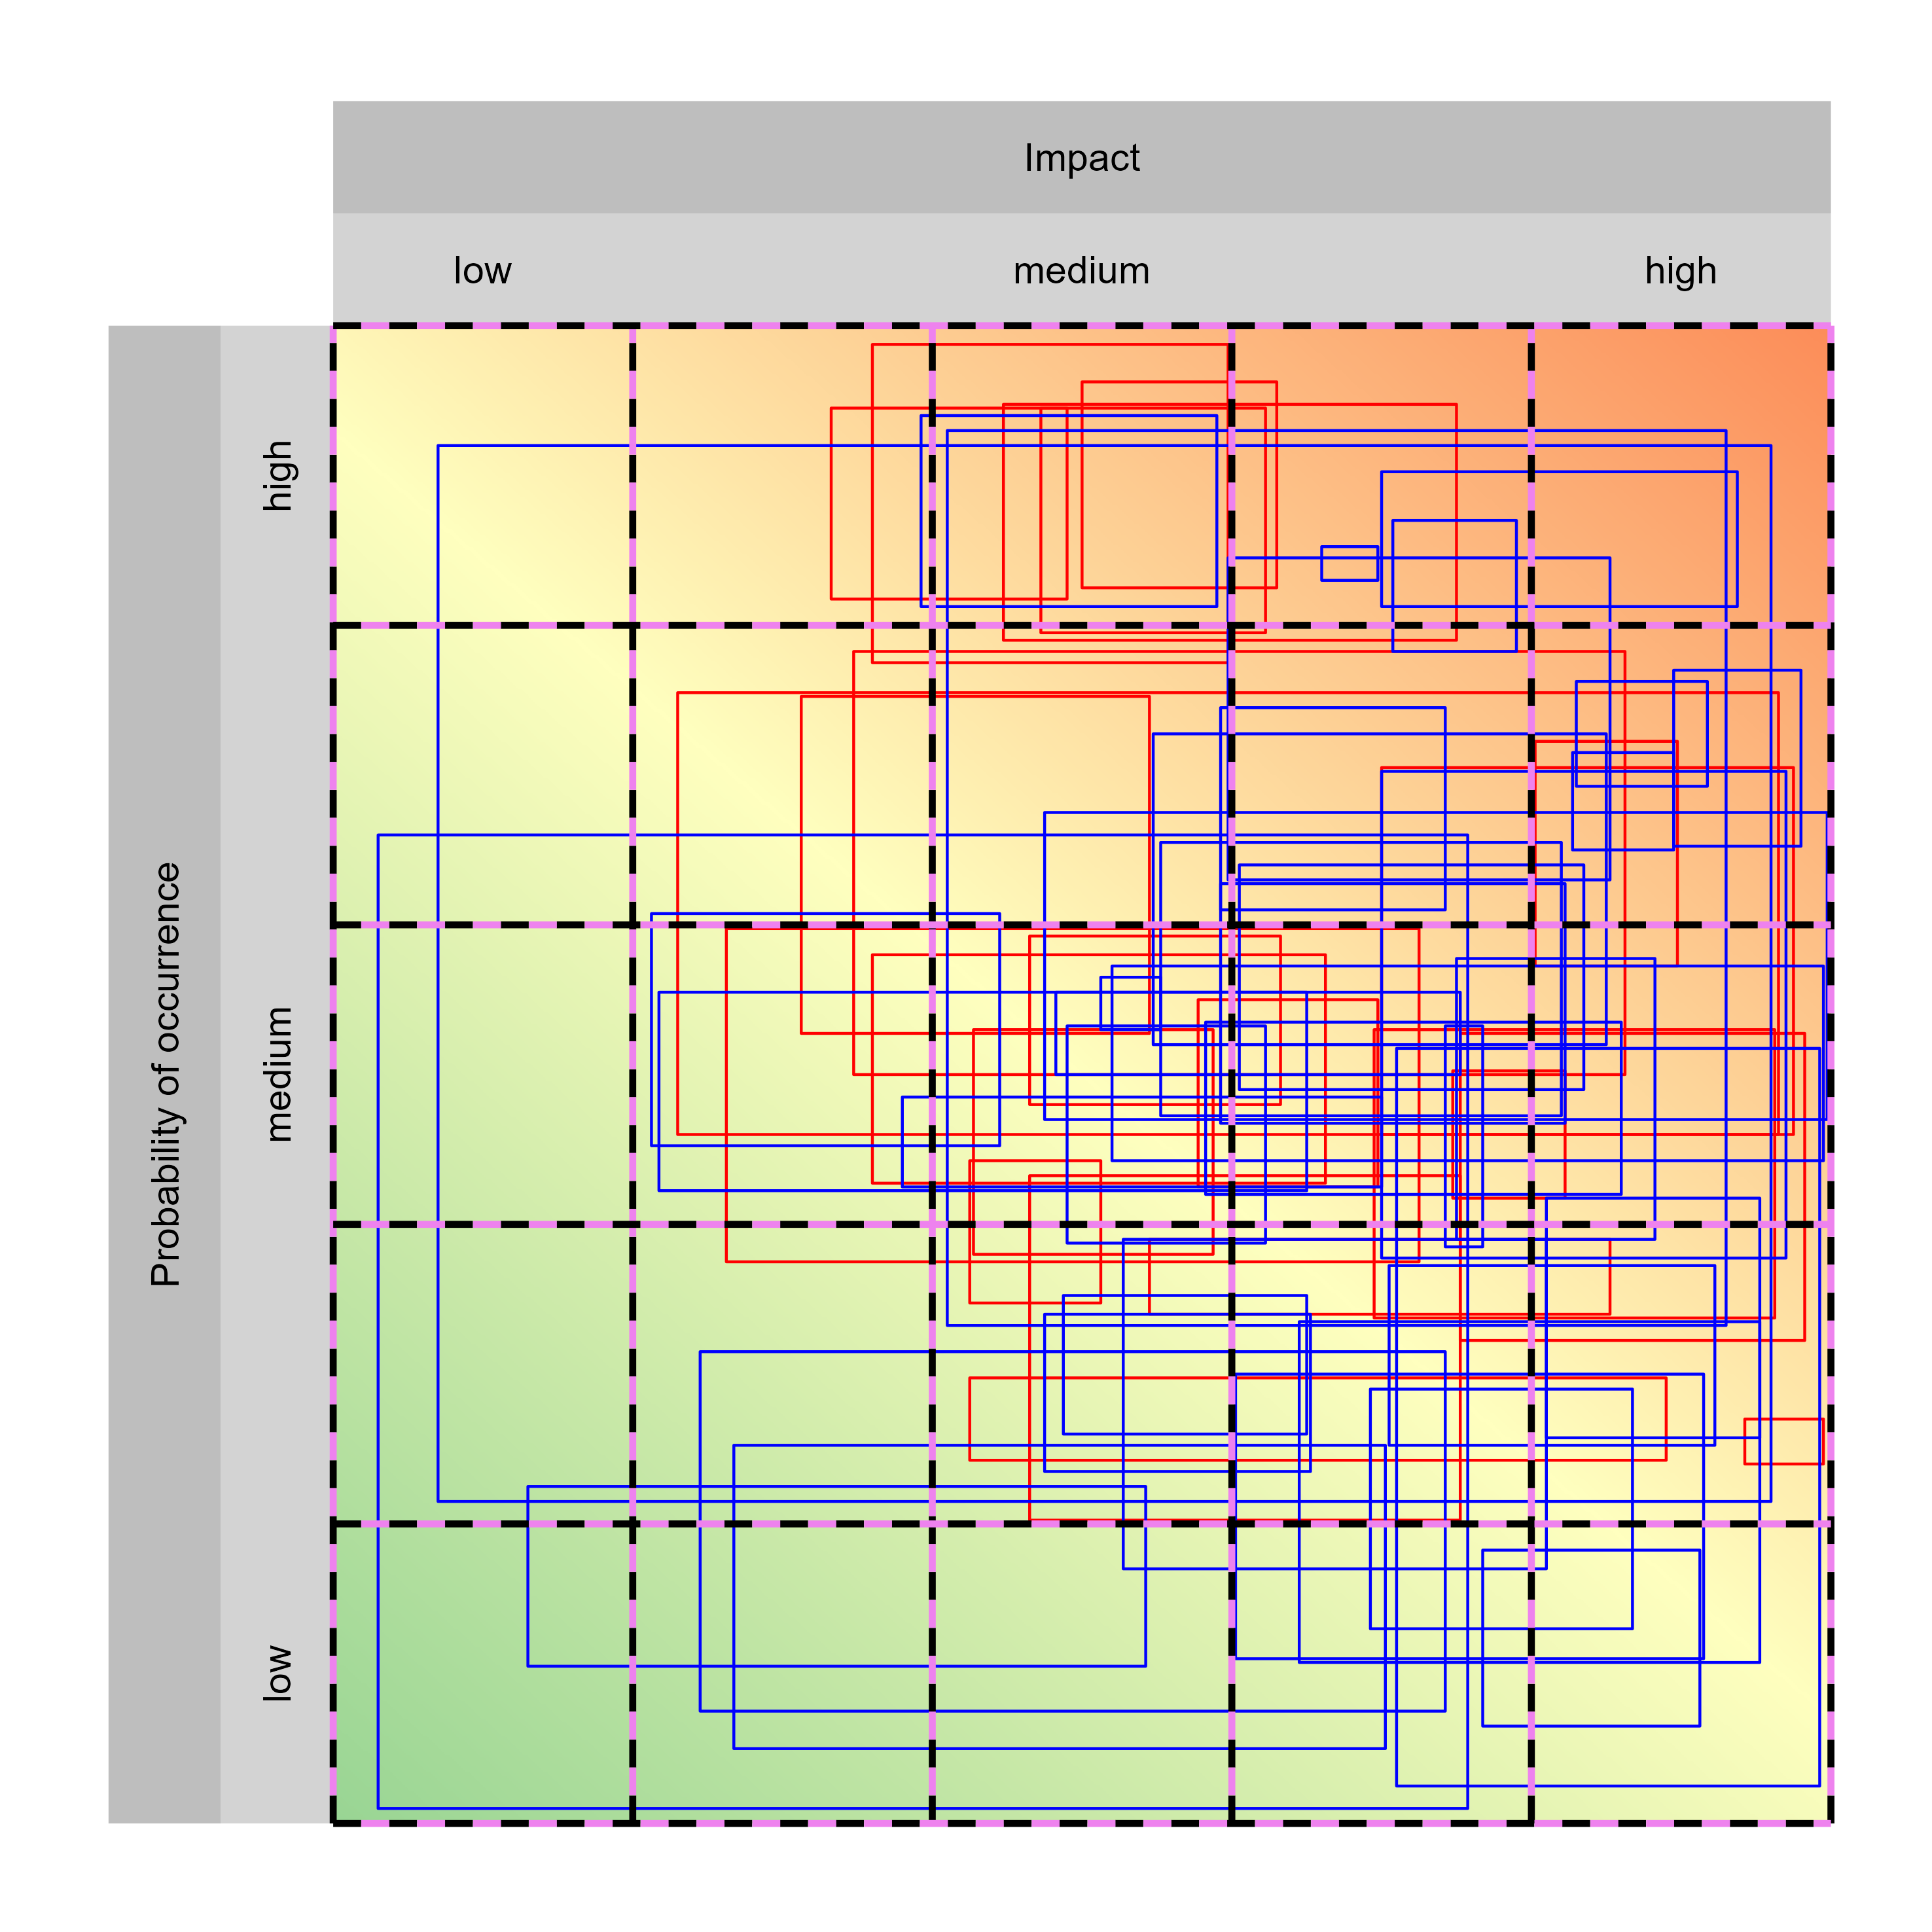 Impact
low
medium
high
Probability of occurrence
high
medium
low